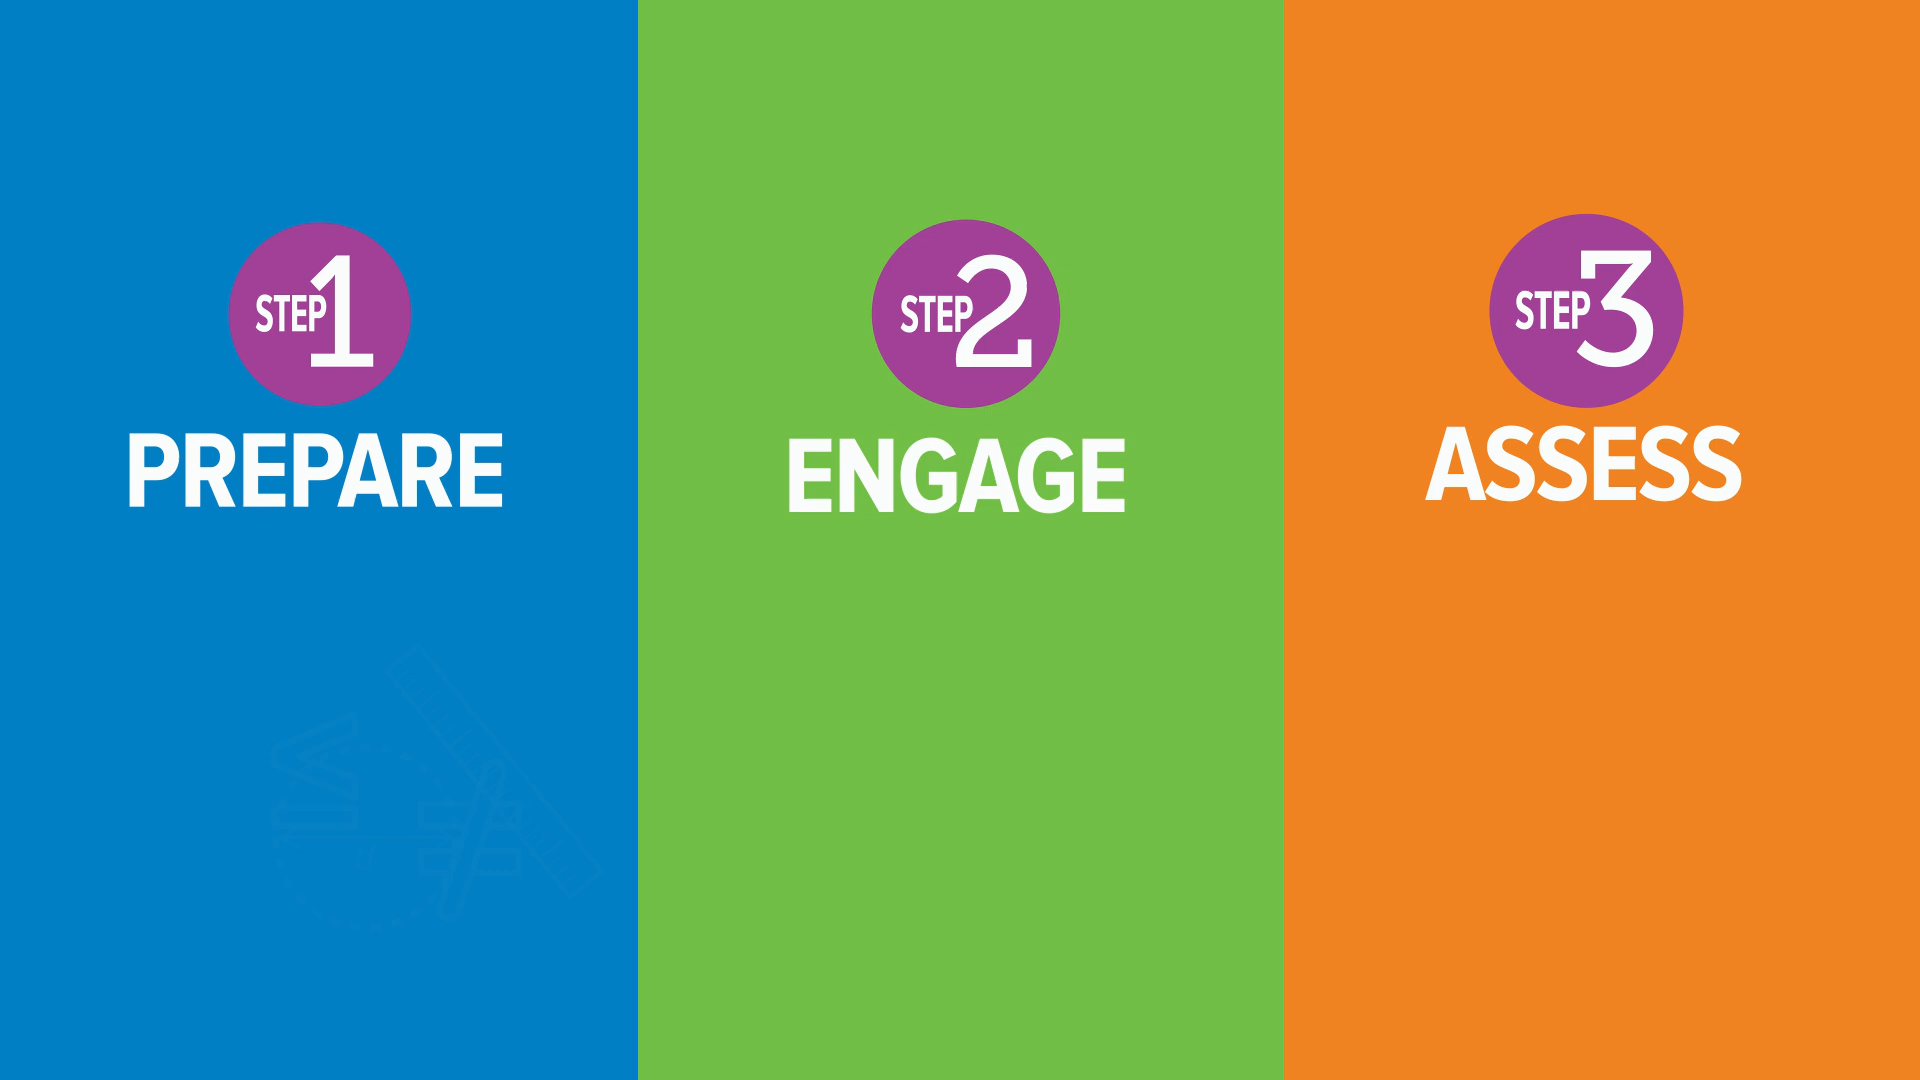 STEP 1
PREPARE
STEP 2
ENGAGE
STEP 3
ASSESS